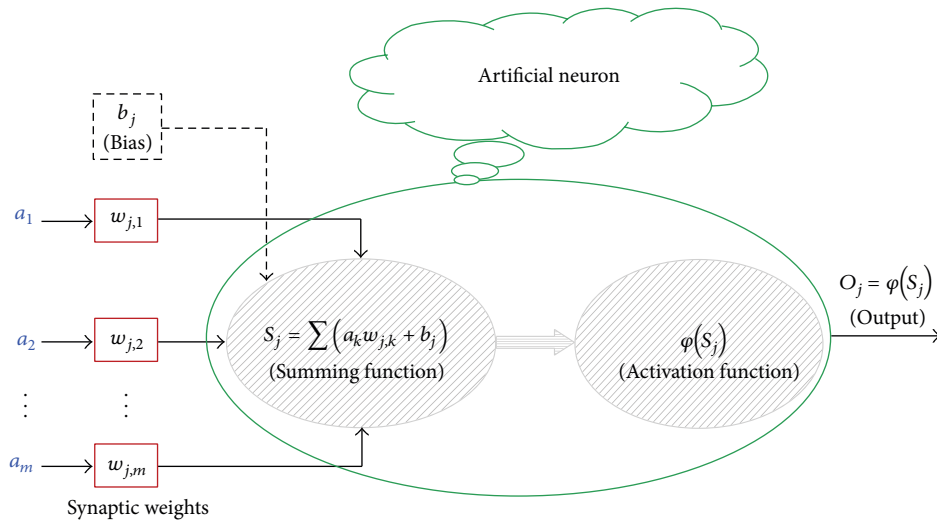 Artificial neuron
b_j
(Bias)
a_1
w_{j,1}
a_2
w_{j,2}
⋮
⋮
a_m
w_{j,m}
Synaptic weights
S_j = ∑(a_k w_{j,k} + b_j)
(Summing function)
φ(S_j)
(Activation function)
O_j = φ(S_j)
(Output)